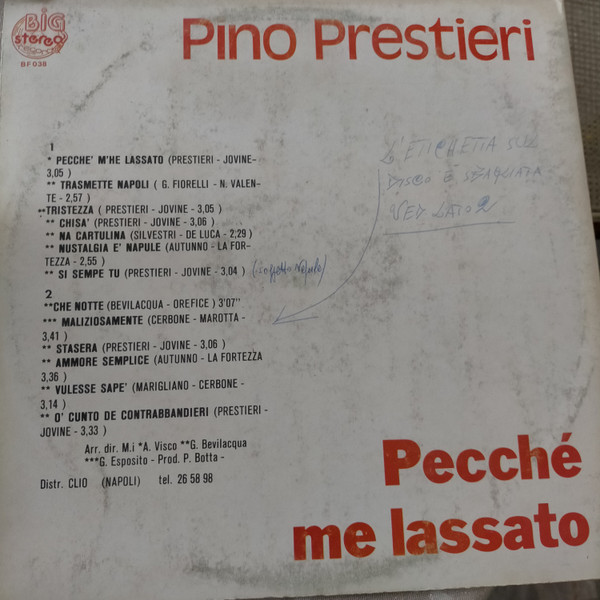 BIG
stereo
records
BF 038
Pino Prestieri
L'ETICHETTA SUL
DISCO È SBAGLIATA
VEDI LATO 2
1
* PECCHE' M'HE LASSATO (PRESTIERI - JOVINE-
3,05 )
** TRASMETTE NAPOLI ( G. FIORELLI - N. VALEN-
TE - 2,57 )
**TRISTEZZA ( PRESTIERI - JOVINE - 3,05 )
** CHISA' (PRESTIERI - JOVINE - 3,06 )
** NA CARTULINA (SILVESTRI - DE LUCA - 2;29 )
** NUSTALGIA E' NAPULE (AUTUNNO - LA FOR-
TEZZA - 2,55 )
** SI SEMPE TU (PRESTIERI - JOVINE - 3,04 )
2
**CHE NOTTE (BEVILACQUA - OREFICE ) 3'07''
*** MALIZIOSAMENTE (CERBONE - MAROTTA -
3,41 )
** STASERA (PRESTIERI - JOVINE - 3,06 )
** AMMORE SEMPLICE (AUTUNNO - LA FORTEZZA
3,36 )
** VULESSE SAPE' (MARIGLIANO - CERBONE -
3,14 )
** O' CUNTO DE CONTRABBANDIERI (PRESTIERI -
JOVINE - 3,33 )
Arr. dir. M.i *A. Visco **G. Bevilacqua
***G. Esposito - Prod. P. Botta -
Distr. CLIO (NAPOLI) tel. 26 58 98
Pecché
me lassato